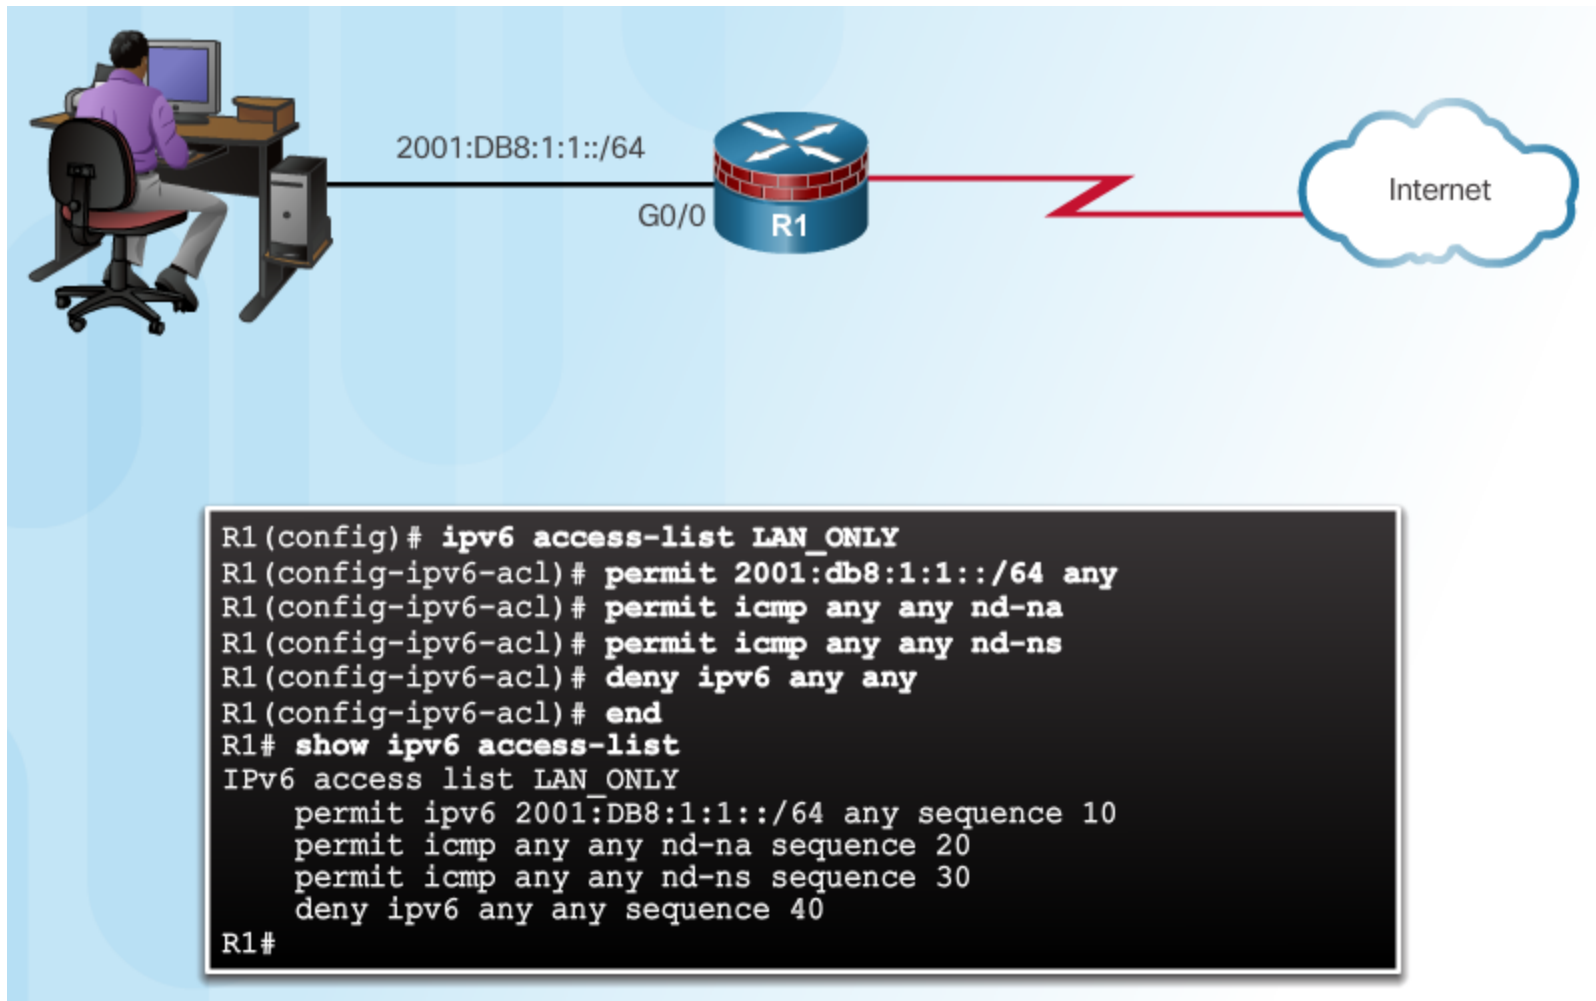 2001:DB8:1:1::/64
G0/0
R1
Internet
R1(config)# ipv6 access-list LAN_ONLY
R1(config-ipv6-acl)# permit 2001:db8:1:1::/64 any
R1(config-ipv6-acl)# permit icmp any any nd-na
R1(config-ipv6-acl)# permit icmp any any nd-ns
R1(config-ipv6-acl)# deny ipv6 any any
R1(config-ipv6-acl)# end
R1# show ipv6 access-list
IPv6 access list LAN_ONLY
    permit ipv6 2001:DB8:1:1::/64 any sequence 10
    permit icmp any any nd-na sequence 20
    permit icmp any any nd-ns sequence 30
    deny ipv6 any any sequence 40
R1#